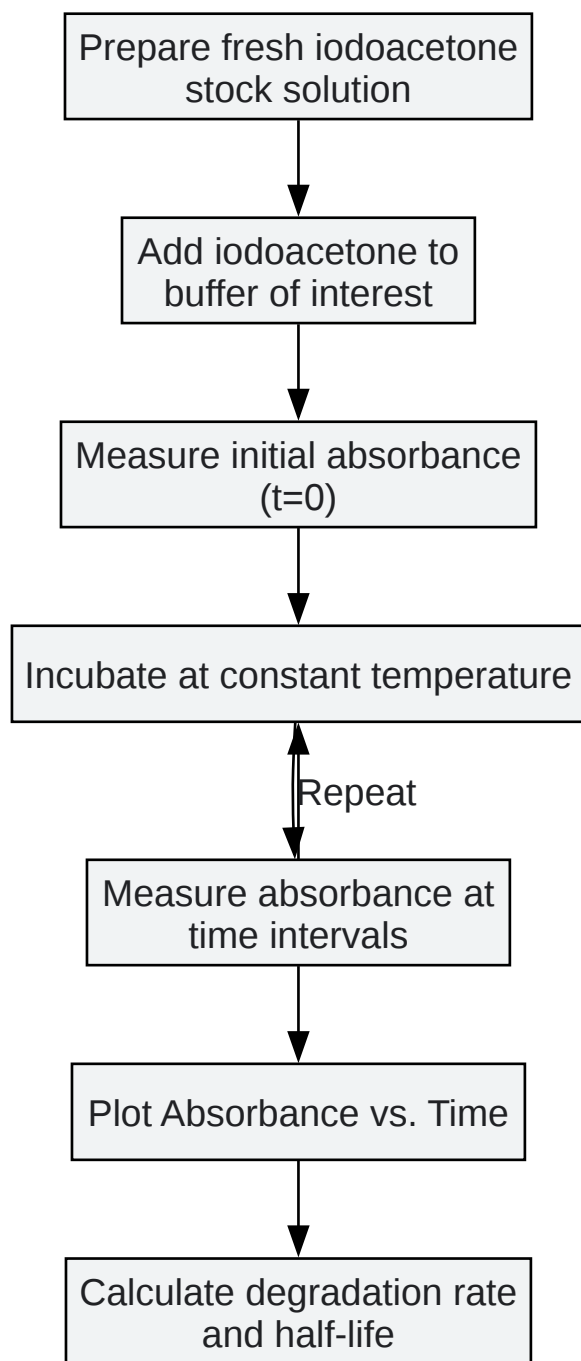 Prepare fresh iodoacetone
stock solution
Add iodoacetone to
buffer of interest
Measure initial absorbance
(t=0)
Incubate at constant temperature
Repeat
Measure absorbance at
time intervals
Plot Absorbance vs. Time
Calculate degradation rate
and half-life